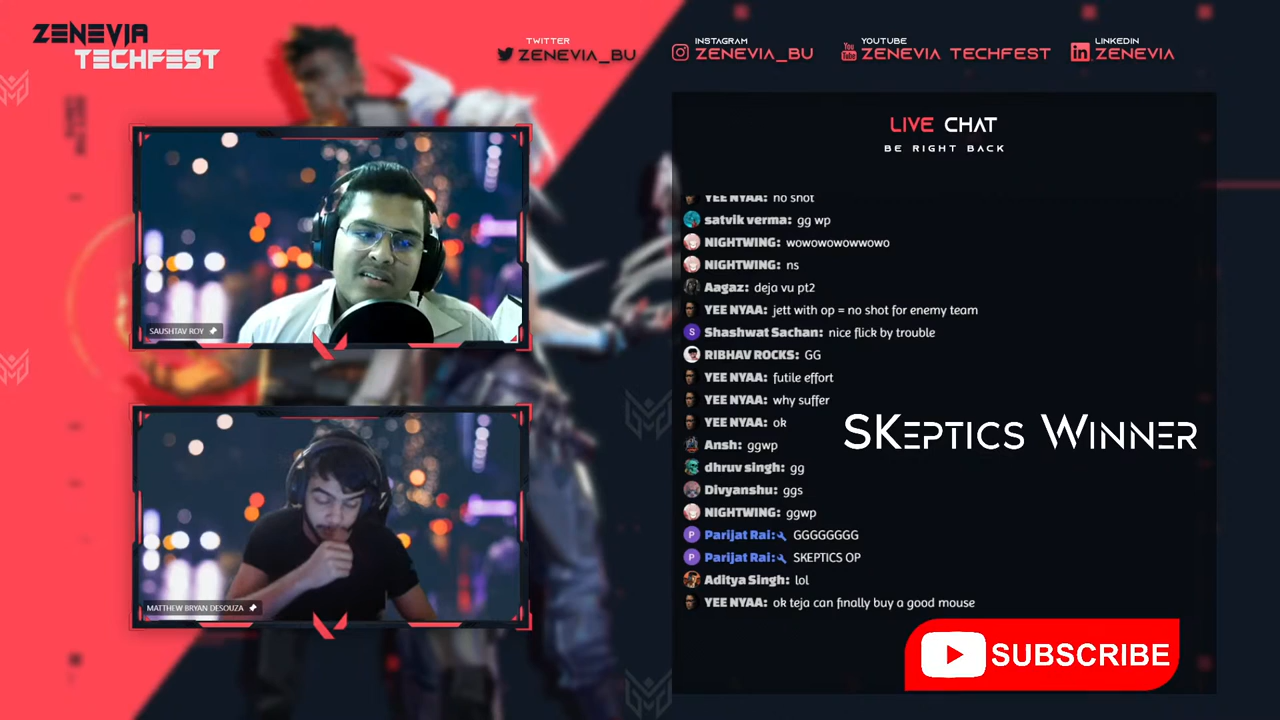 ZENEVIA
TECHFEST
TWITTER
ZENEVIA_BU
INSTAGRAM
ZENEVIA_BU
YOUTUBE
You Tube
ZENEVIA TECHFEST
LINKEDIN
in
ZENEVIA
SAUSHTAV ROY
MATTHEW BRYAN DESOUZA
LIVE CHAT
BE RIGHT BACK
YEE NYAA: no shot
satvik verma: gg wp
NIGHTWING: wowowowowwowo
NIGHTWING: ns
Aagaz: deja vu pt2
YEE NYAA: jett with op = no shot for enemy team
S Shashwat Sachan: nice flick by trouble
RIBHAV ROCKS: GG
YEE NYAA: futile effort
YEE NYAA: why suffer
YEE NYAA: ok
Ansh: ggwp
dhruv singh: gg
Divyanshu: ggs
NIGHTWING: ggwp
P Parijat Rai: GGGGGGGG
P Parijat Rai: SKEPTICS OP
Aditya Singh: lol
YEE NYAA: ok teja can finally buy a good mouse
SKEPTICS WINNER
SUBSCRIBE